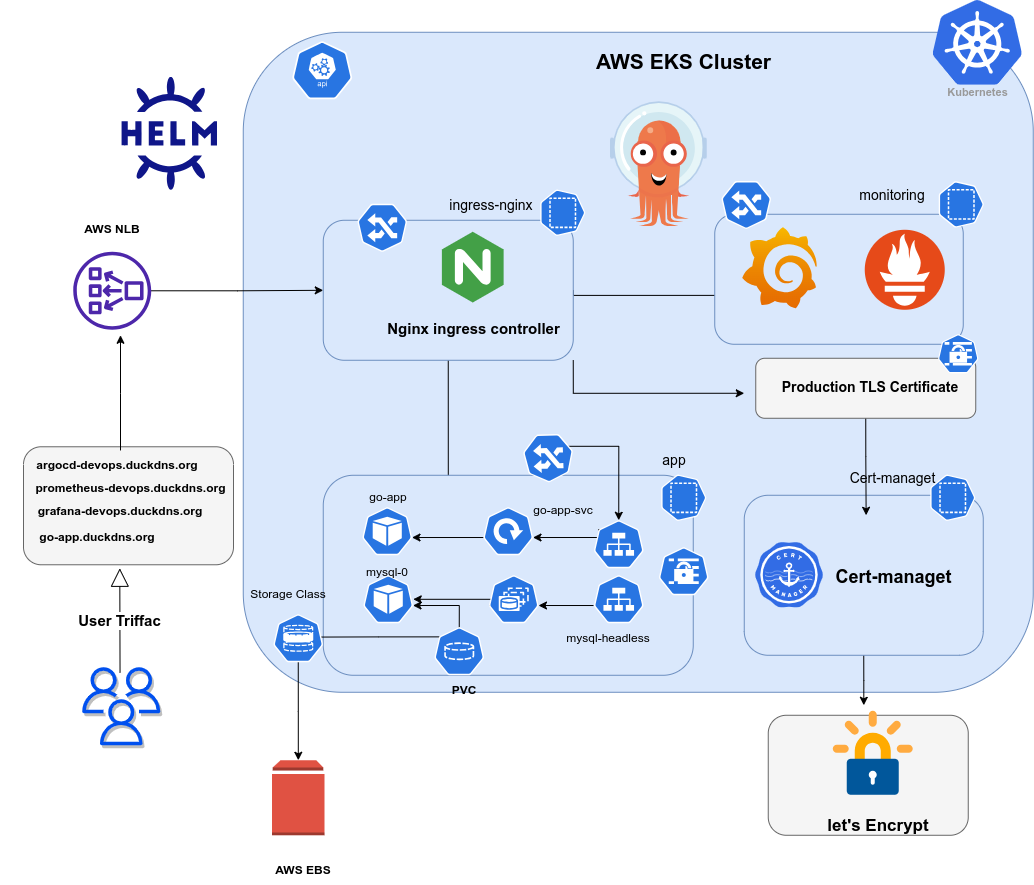 AWS EKS Cluster
Kubernetes
api
HELM
ingress-nginx
monitoring
AWS NLB
Nginx ingress controller
Production TLS Certificate
argocd-devops.duckdns.org
prometheus-devops.duckdns.org
grafana-devops.duckdns.org
go-app.duckdns.org
app
Cert-managet
go-app
go-app-svc
mysql-0
CERT
MANAGER
Cert-managet
Storage Class
User Triffac
mysql-headless
PVC
let's Encrypt
AWS EBS